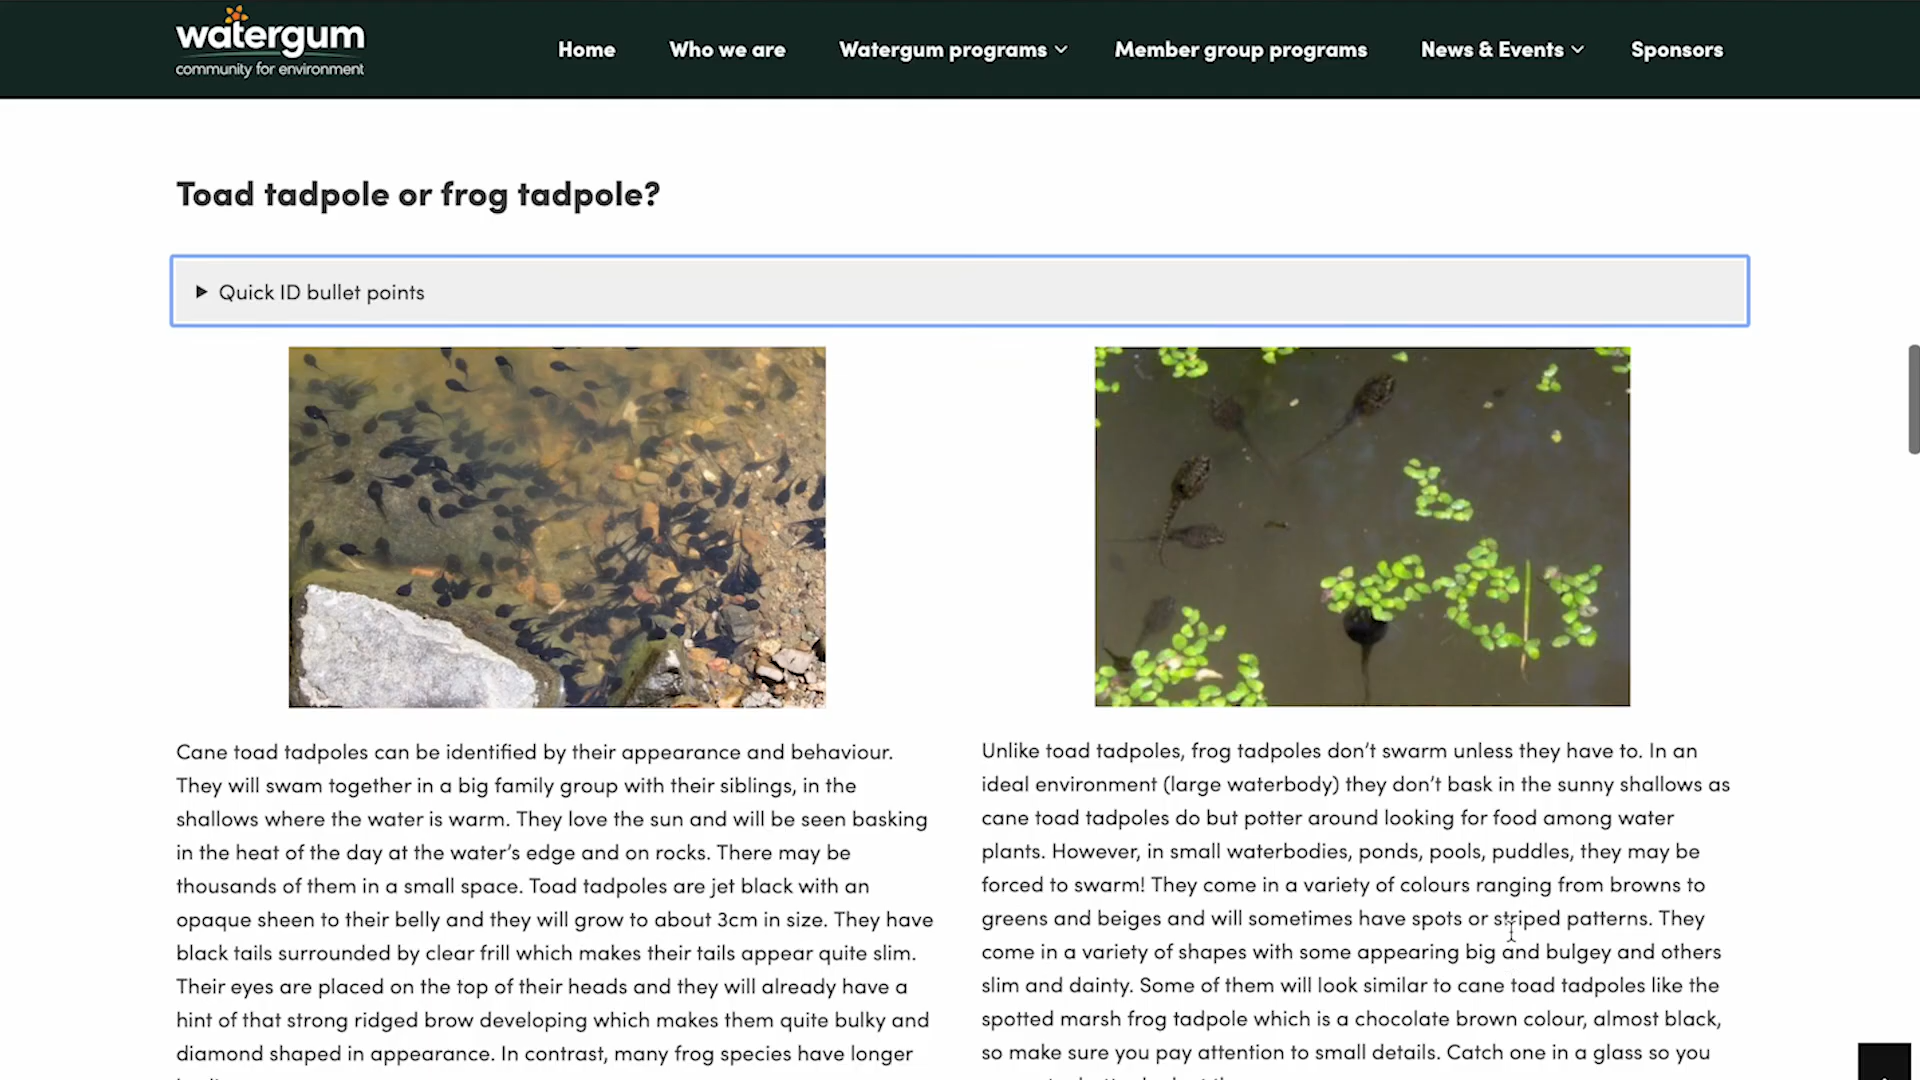 watergum
community for environment
Home
Who we are
Watergum programs
Member group programs
News & Events
Sponsors
Toad tadpole or frog tadpole?
Quick ID bullet points
Cane toad tadpoles can be identified by their appearance and behaviour.
They will swam together in a big family group with their siblings, in the
shallows where the water is warm. They love the sun and will be seen basking
in the heat of the day at the water's edge and on rocks. There may be
thousands of them in a small space. Toad tadpoles are jet black with an
opaque sheen to their belly and they will grow to about 3cm in size. They have
black tails surrounded by clear frill which makes their tails appear quite slim.
Their eyes are placed on the top of their heads and they will already have a
hint of that strong ridged brow developing which makes them quite bulky and
diamond shaped in appearance. In contrast, many frog species have longer
Unlike toad tadpoles, frog tadpoles don't swarm unless they have to. In an
ideal environment (large waterbody) they don't bask in the sunny shallows as
cane toad tadpoles do but potter around looking for food among water
plants. However, in small waterbodies, ponds, pools, puddles, they may be
forced to swarm! They come in a variety of colours ranging from browns to
greens and beiges and will sometimes have spots or striped patterns. They
come in a variety of shapes with some appearing big and bulgey and others
slim and dainty. Some of them will look similar to cane toad tadpoles like the
spotted marsh frog tadpole which is a chocolate brown colour, almost black,
so make sure you pay attention to small details. Catch one in a glass so you